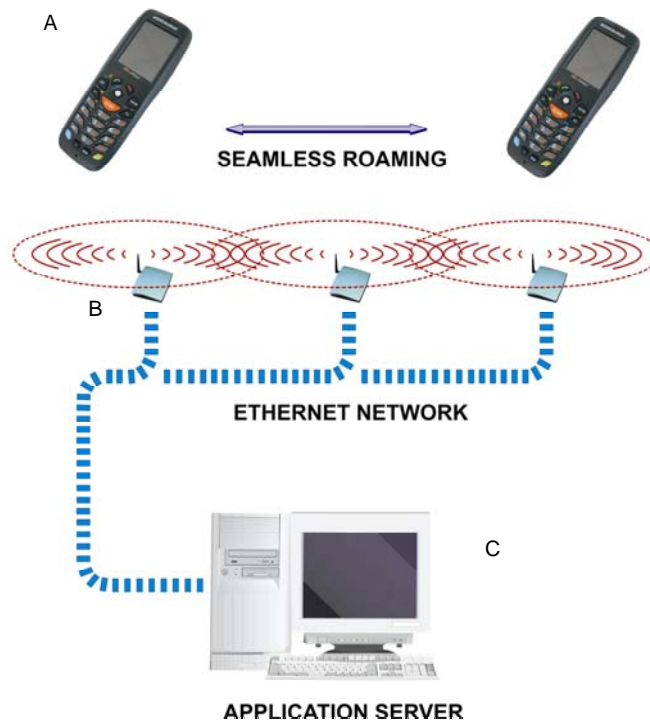 A
SEAMLESS ROAMING
B
ETHERNET NETWORK
C
APPLICATION SERVER